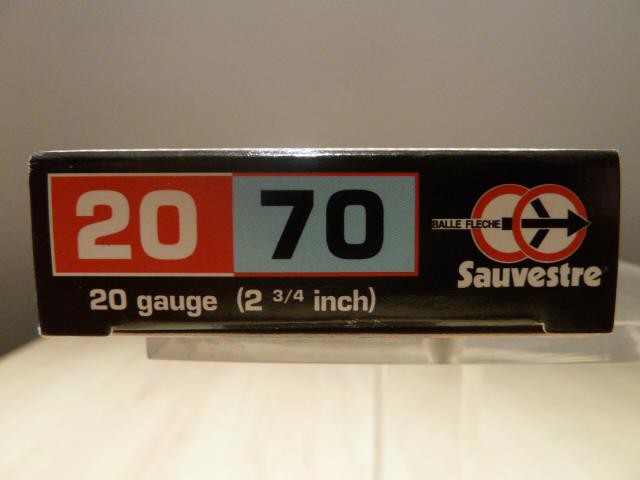 20 70
BALLE FLECHE
Sauvestre®
20 gauge (2 3/4 inch)